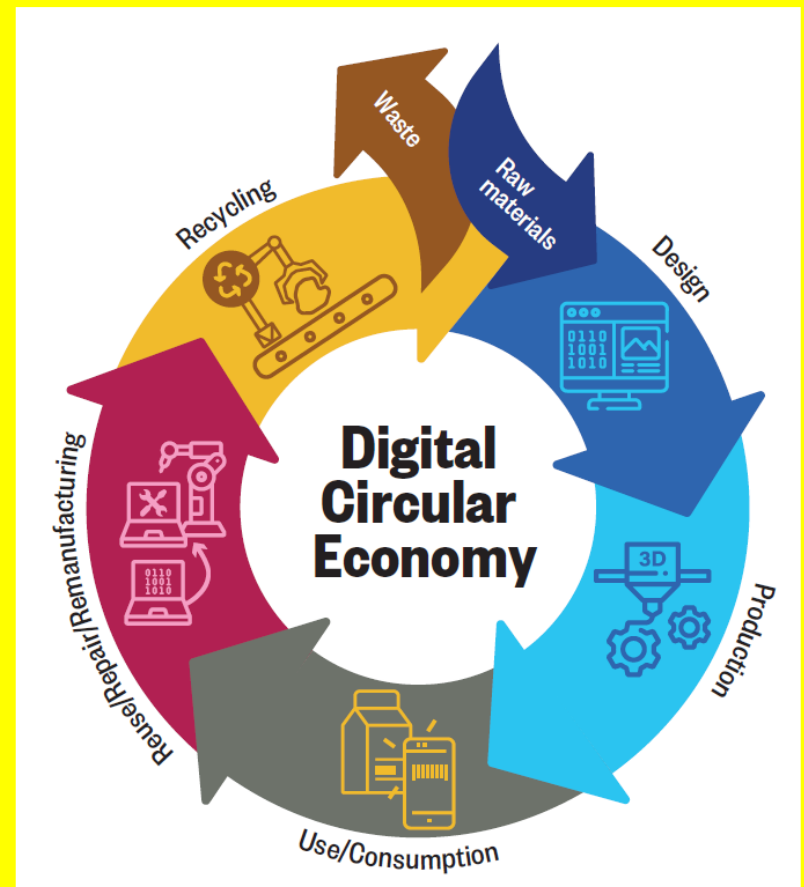 Waste
Raw
materials
Recycling
Design
0110
1001
1010
Digital
Circular
Economy
3D
Production
Reuse/Repair/Remanufacturing
0110
1001
1010
Use/Consumption